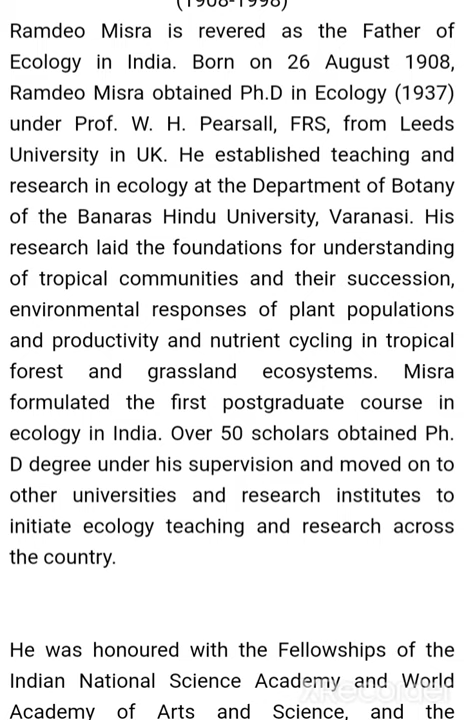 (1908-1998)
Ramdeo Misra is revered as the Father of
Ecology in India. Born on 26 August 1908,
Ramdeo Misra obtained Ph.D in Ecology (1937)
under Prof. W. H. Pearsall, FRS, from Leeds
University in UK. He established teaching and
research in ecology at the Department of Botany
of the Banaras Hindu University, Varanasi. His
research laid the foundations for understanding
of tropical communities and their succession,
environmental responses of plant populations
and productivity and nutrient cycling in tropical
forest and grassland ecosystems. Misra
formulated the first postgraduate course in
ecology in India. Over 50 scholars obtained Ph.
D degree under his supervision and moved on to
other universities and research institutes to
initiate ecology teaching and research across
the country.
He was honoured with the Fellowships of the
Indian National Science Academy and World
Academy of Arts and Science, and the
XRecorder